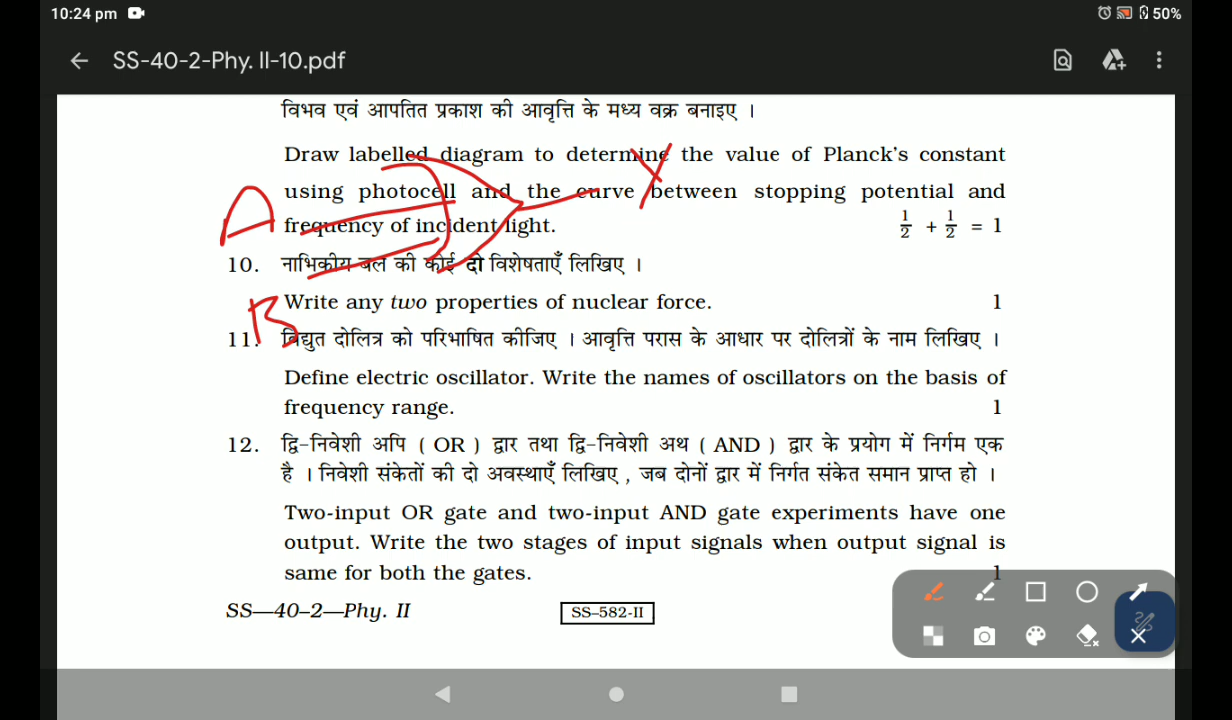 10:24 pm 50%
SS-40-2-Phy. II-10.pdf
विभव एवं आपतित प्रकाश की आवृत्ति के मध्य वक्र बनाइए ।
Draw labelled diagram to determine the value of Planck's constant
using photocell and the curve between stopping potential and
frequency of incident light. 1/2 + 1/2 = 1
A Y
10. नाभिकीय बल की कोई दो विशेषताएँ लिखिए ।
Write any two properties of nuclear force. 1
B
11. विद्युत दोलित्र को परिभाषित कीजिए । आवृत्ति परास के आधार पर दोलित्रों के नाम लिखिए ।
Define electric oscillator. Write the names of oscillators on the basis of
frequency range. 1
12. द्वि-निवेशी अपि ( OR ) द्वार तथा द्वि-निवेशी अथ ( AND ) द्वार के प्रयोग में निर्गम एक
है । निवेशी संकेतों की दो अवस्थाएँ लिखिए , जब दोनों द्वार में निर्गत संकेत समान प्राप्त हो ।
Two-input OR gate and two-input AND gate experiments have one
output. Write the two stages of input signals when output signal is
same for both the gates. 1
SS—40–2—Phy. II SS–582-II